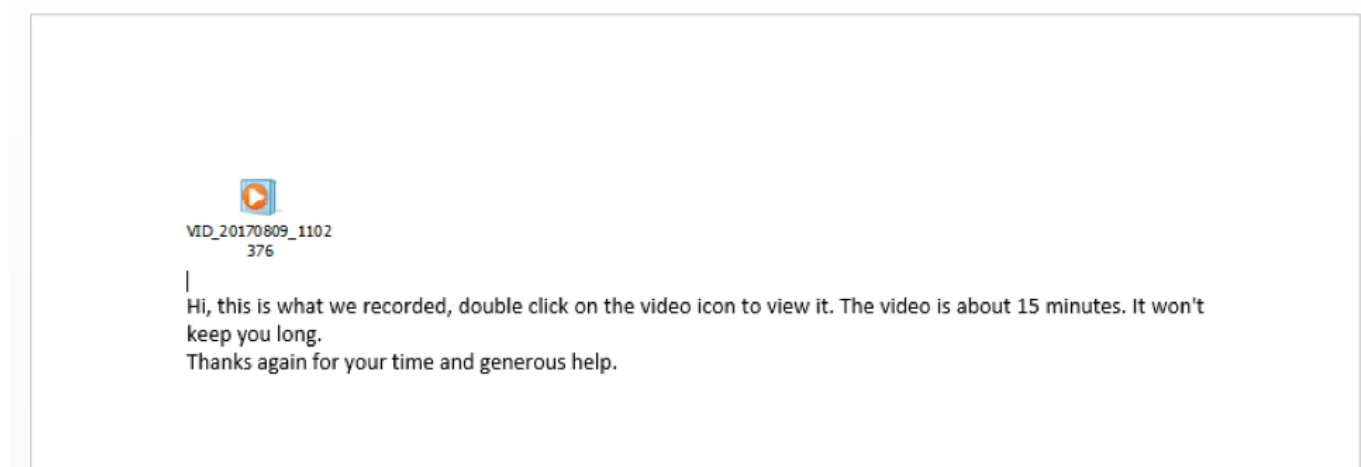 VID_20170809_1102
376
Hi, this is what we recorded, double click on the video icon to view it. The video is about 15 minutes. It won't
keep you long.
Thanks again for your time and generous help.